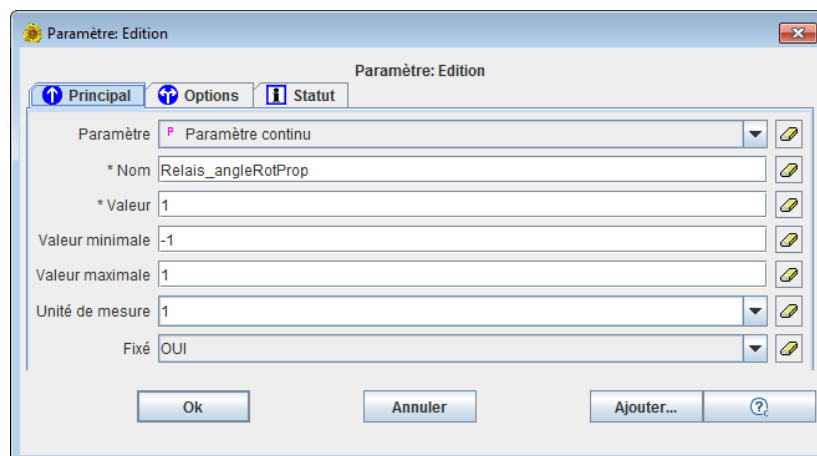 Paramètre: Edition
Paramètre: Edition
Principal Options Statut
Paramètre P Paramètre continu
* Nom Relais_angleRotProp
* Valeur 1
Valeur minimale -1
Valeur maximale 1
Unité de mesure 1
Fixé OUI
Ok Annuler Ajouter...